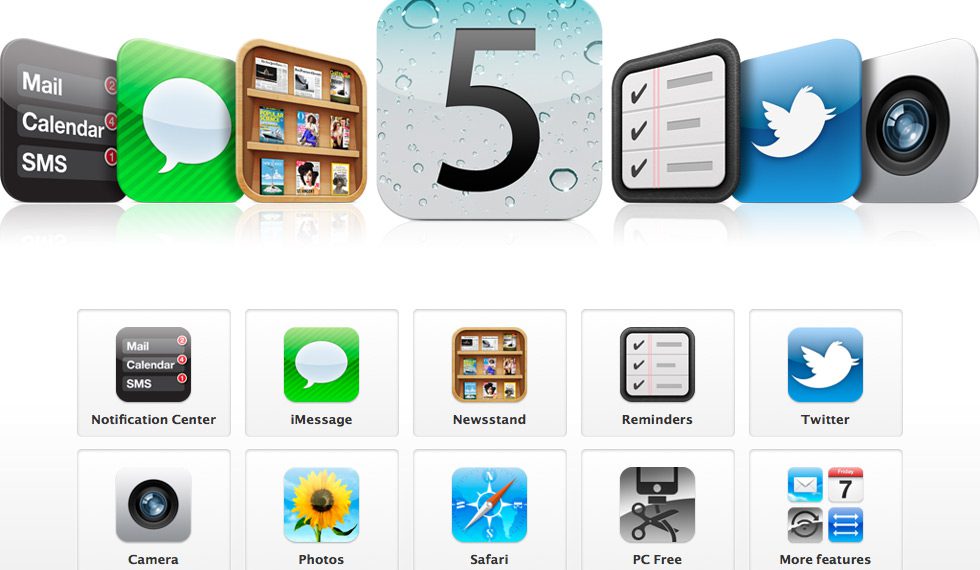 Mail 2
Calendar 4
SMS 1
5
Mail 2
Calendar 4
SMS 1
Notification Center
iMessage
Newsstand
Reminders
Twitter
N
S
Friday
7
Camera
Photos
Safari
PC Free
More features